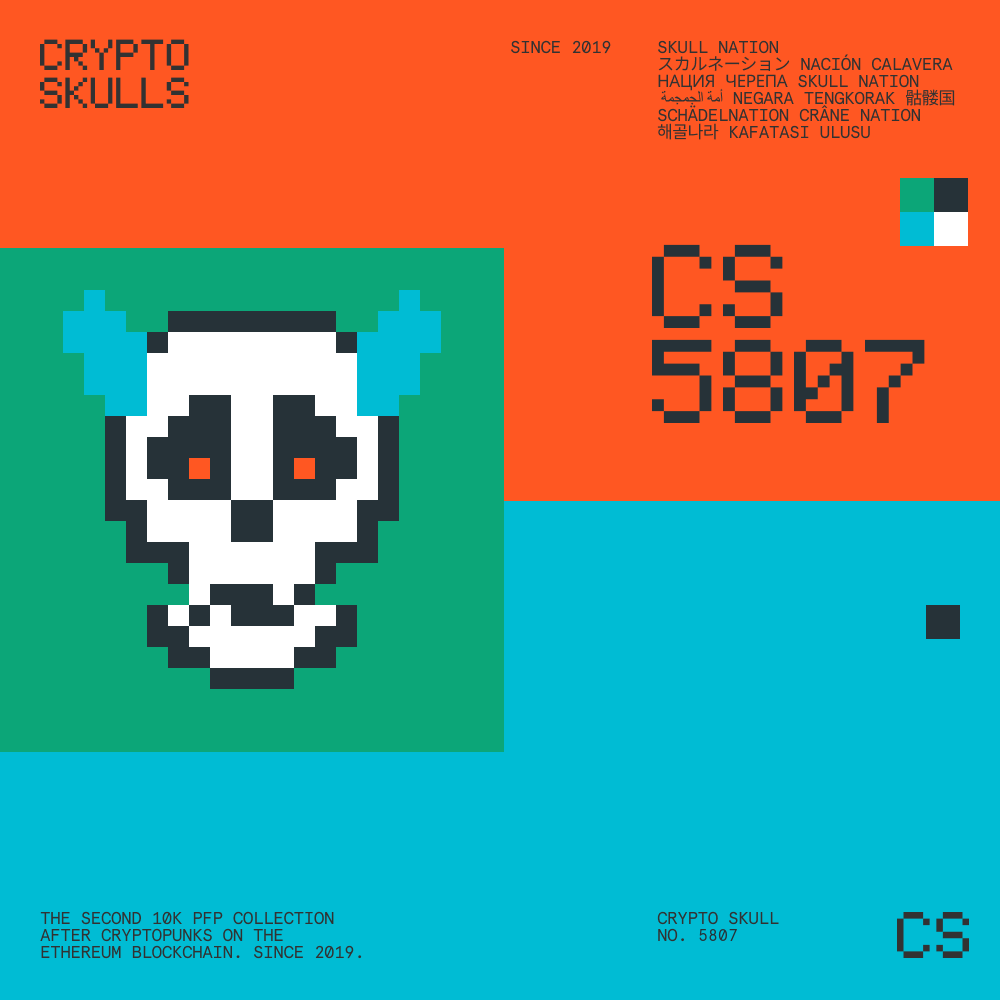 CRYPTO
SKULLS
SINCE 2019
SKULL NATION
スカルネーション NACIÓN CALAVERA
НАЦИЯ ЧЕРЕПА SKULL NATION
أمة الجمجمة NEGARA TENGKORAK 骷髅国
SCHÄDELNATION CRÂNE NATION
해골나라 KAFATASI ULUSU
CS
5807
THE SECOND 10K PFP COLLECTION
AFTER CRYPTOPUNKS ON THE
ETHEREUM BLOCKCHAIN. SINCE 2019.
CRYPTO SKULL
NO. 5807
CS